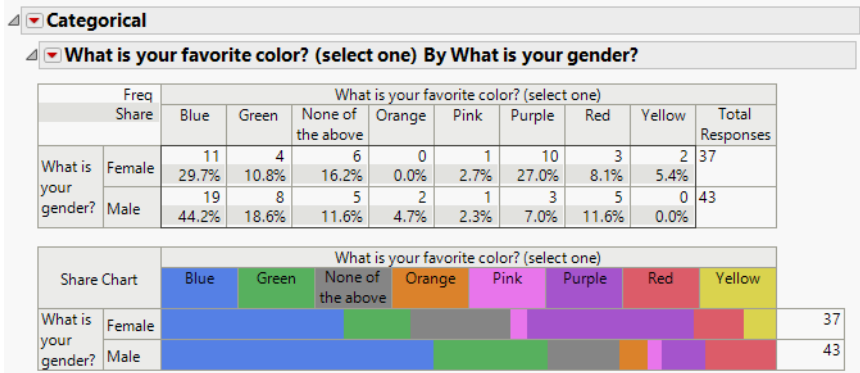 Categorical
What is your favorite color? (select one) By What is your gender?
Freq What is your favorite color? (select one)
Share Blue Green None of the above Orange Pink Purple Red Yellow Total Responses
What is your gender? Female 11 4 6 0 1 10 3 2 37
29.7% 10.8% 16.2% 0.0% 2.7% 27.0% 8.1% 5.4%
Male 19 8 5 2 1 3 5 0 43
44.2% 18.6% 11.6% 4.7% 2.3% 7.0% 11.6% 0.0%
What is your favorite color? (select one)
Share Chart Blue Green None of the above Orange Pink Purple Red Yellow
What is your gender? Female 37
Male 43